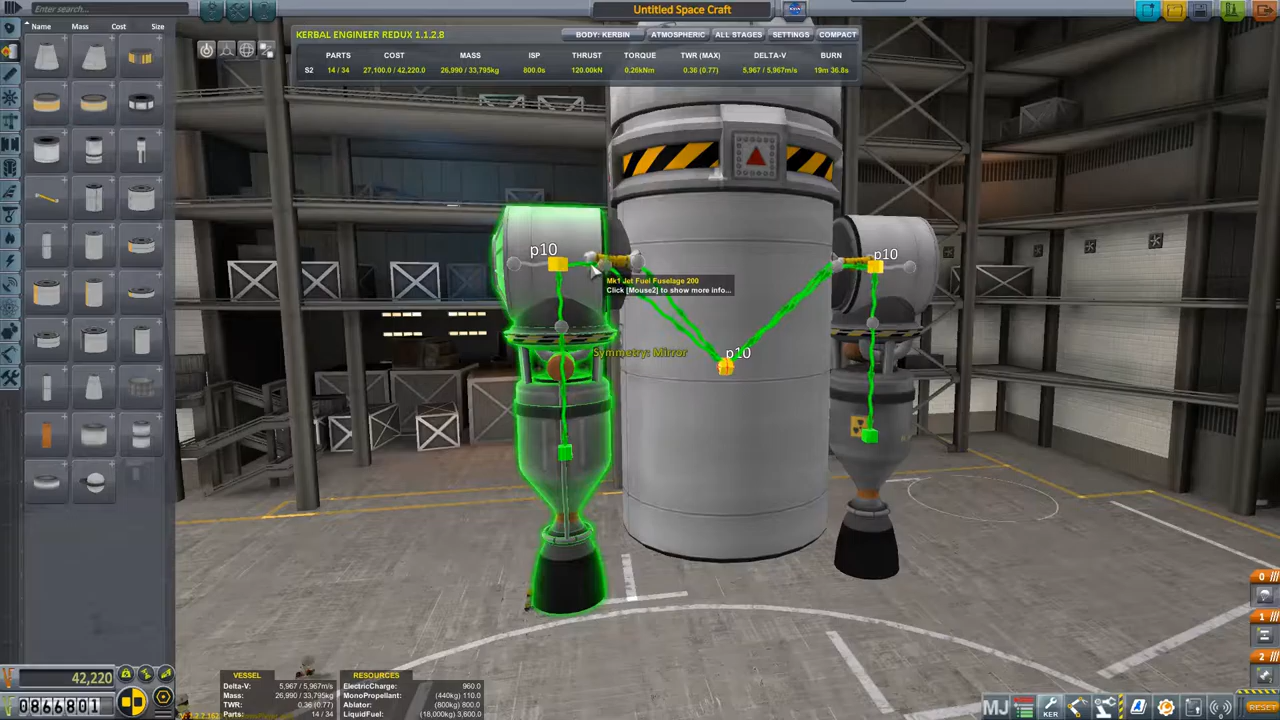 Enter search...
Name Mass Cost Size
Untitled Space Craft
KERBAL ENGINEER REDUX 1.1.2.8
BODY: KERBIN
ATMOSPHERIC
ALL STAGES
SETTINGS
COMPACT
PARTS COST MASS ISP THRUST TORQUE TWR (MAX) DELTA-V BURN
S2 14 / 34 27,100.0 / 42,220.0 26,990 / 33,795kg 800.0s 120.00kN 0.26kNm 0.36 (0.77) 5,967 / 5,967m/s 19m 36.8s
p10
p10
Mk1 Jet Fuel Fuselage 200
Click [Mouse2] to show more info...
Symmetry: Mirror
p10
0
1
2
42,220
0866801
VESSEL
Delta-V: 5,967 / 5,967m/s
Mass: 26,990 / 33,795kg
TWR: 0.36 (0.77)
Parts: 14 / 34
RESOURCES
ElectricCharge: 960.0
MonoPropellant: (440kg) 110.0
Ablator: (800kg) 800.0
LiquidFuel: (18,000kg) 3,600.0
MJ
KER
RESET